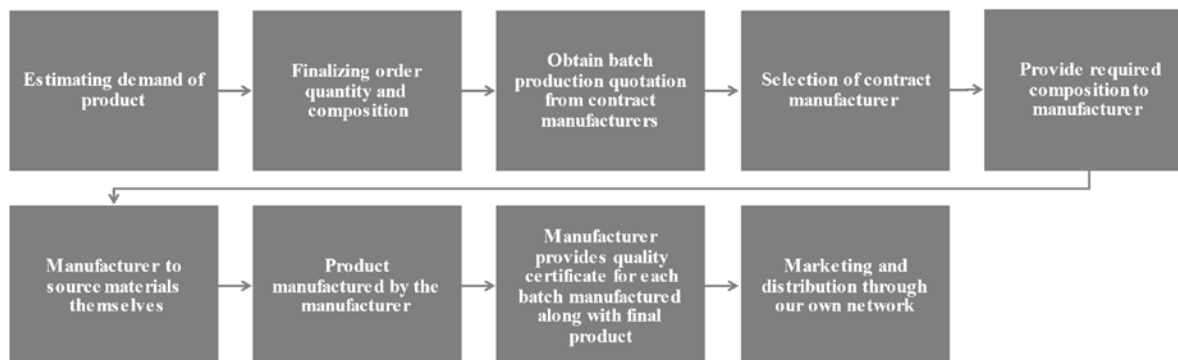 Estimating demand of
product
Finalizing order
quantity and
composition
Obtain batch
production quotation
from contract
manufacturers
Selection of contract
manufacturer
Provide required
composition to
manufacturer
Manufacturer to
source materials
themselves
Product
manufactured by the
manufacturer
Manufacturer
provides quality
certificate for each
batch manufactured
along with final
product
Marketing and
distribution through
our own network